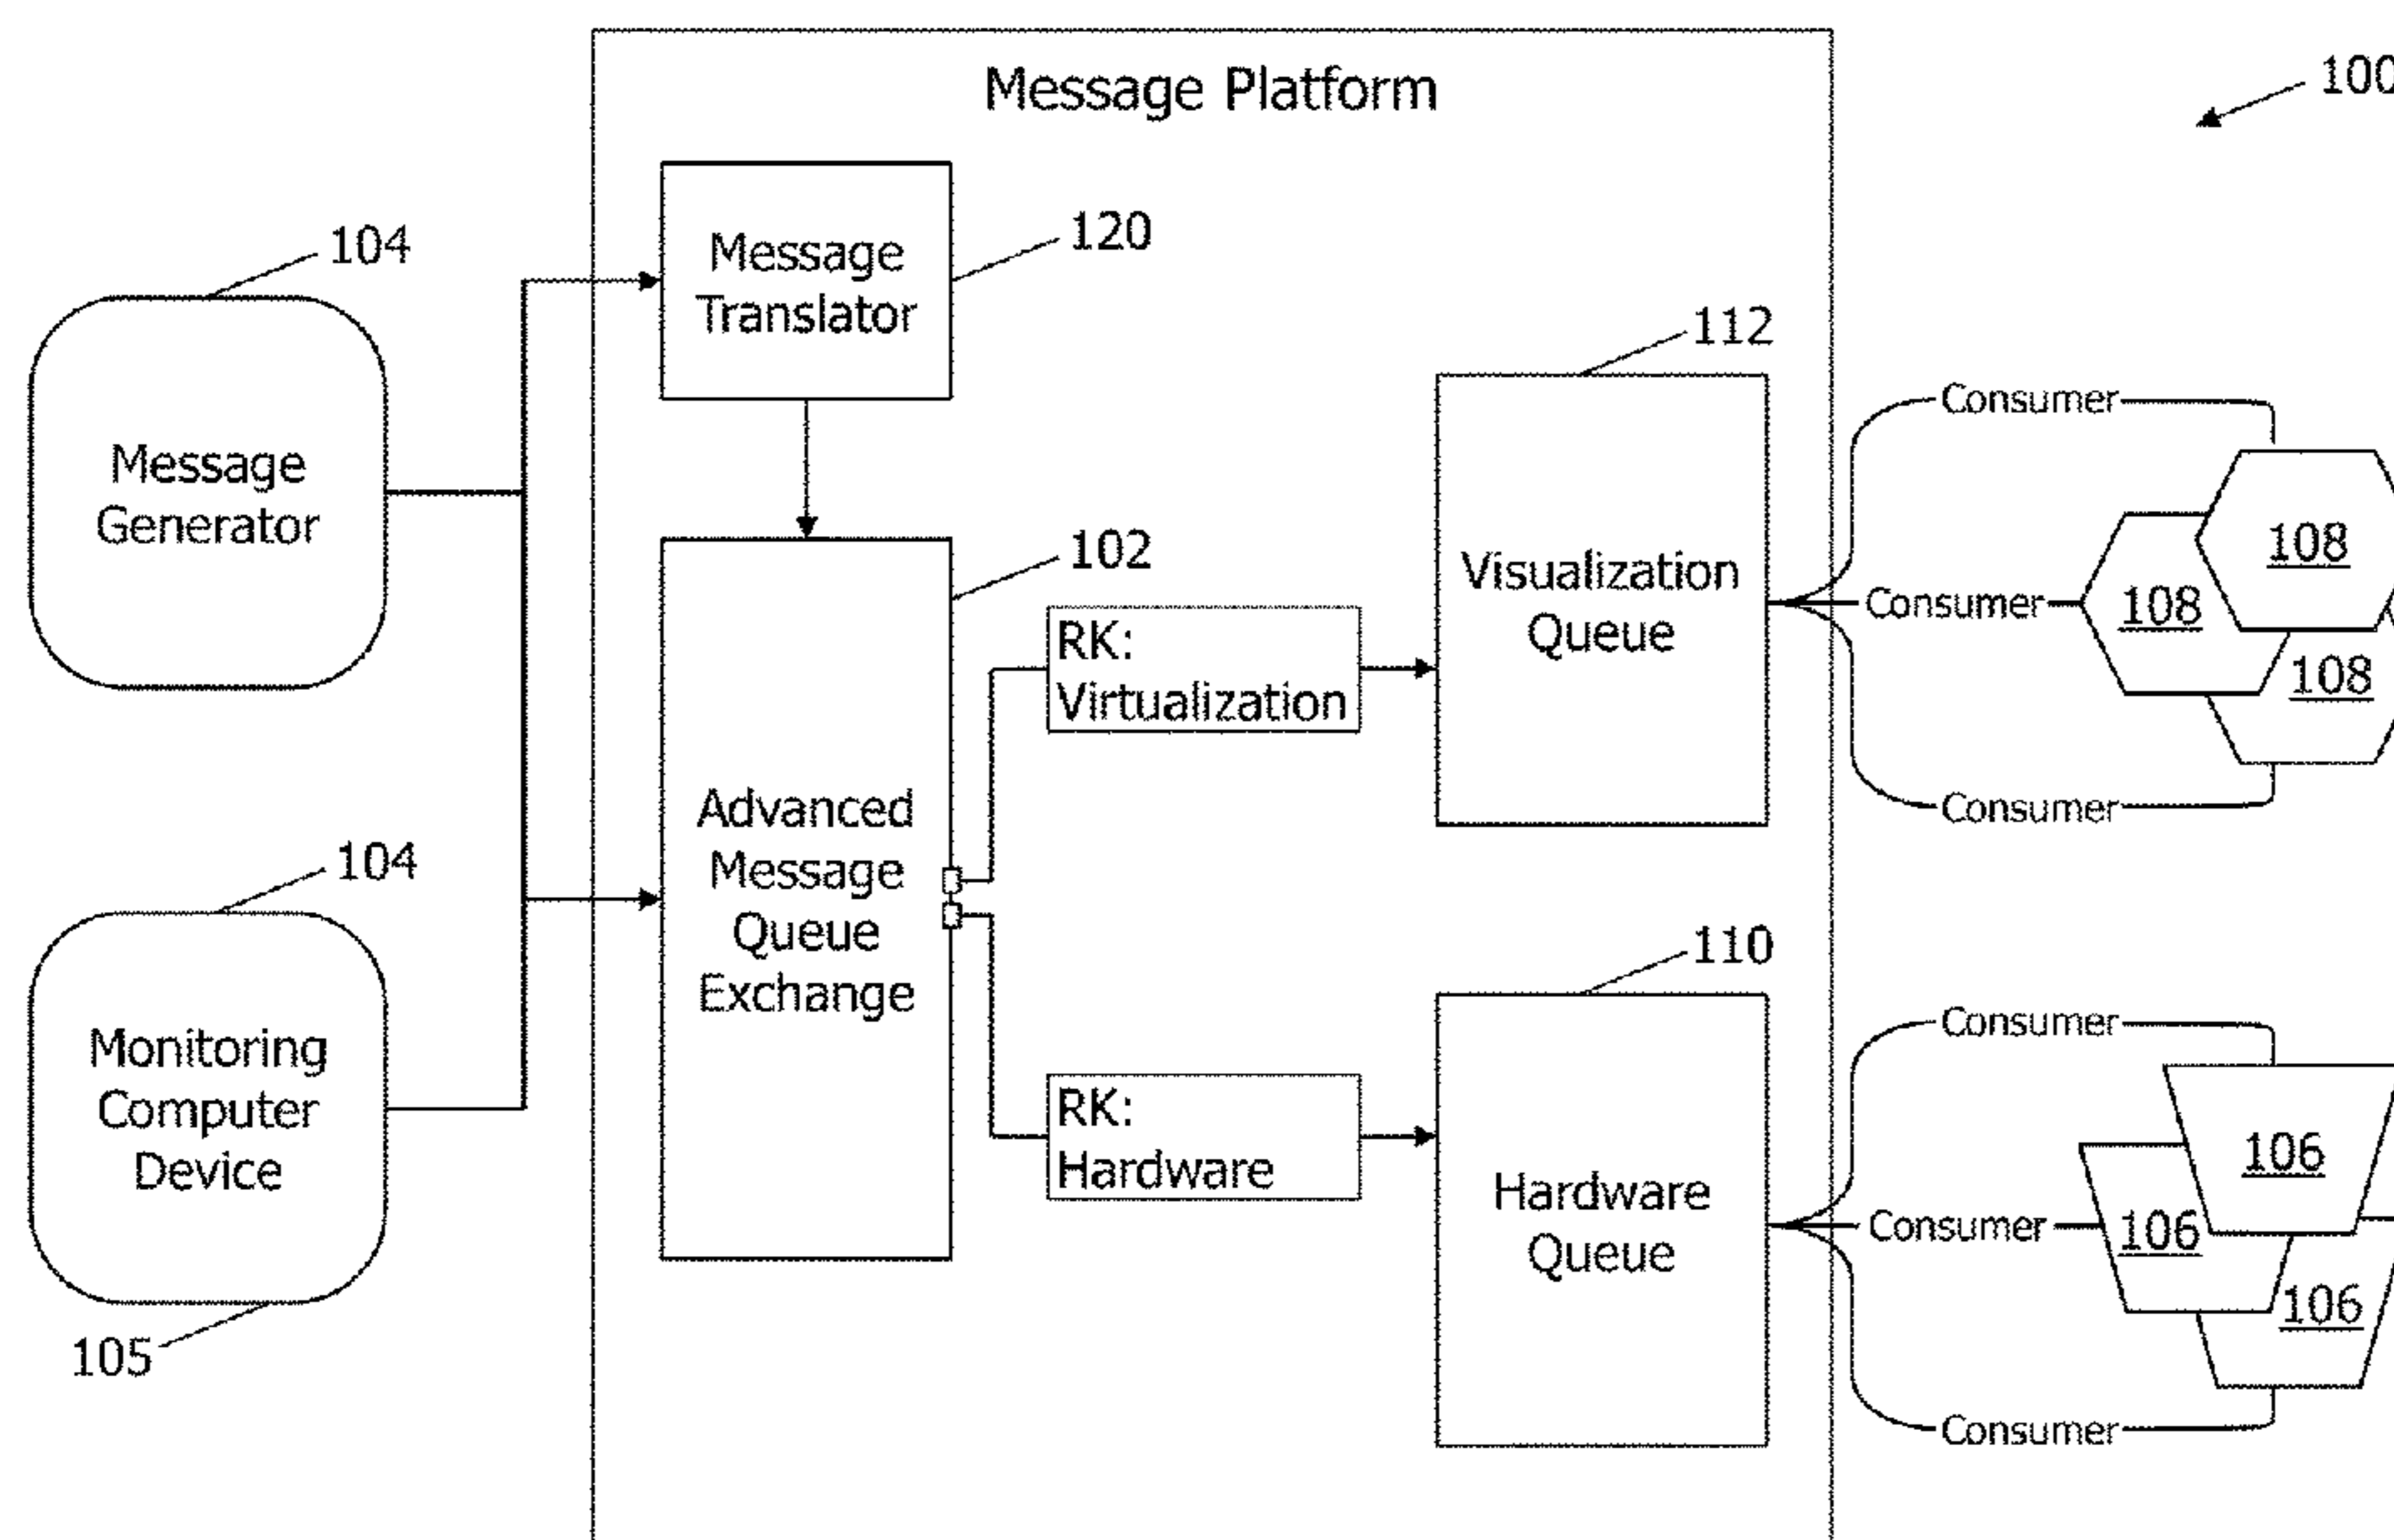 Message Platform
100
104
Message
Generator
Message
Translator
120
112
Visualization
Queue
Consumer
Consumer
Consumer
108
108
108
102
Advanced
Message
Queue
Exchange
RK:
Virtualization
104
Monitoring
Computer
Device
105
RK:
Hardware
110
Hardware
Queue
Consumer
Consumer
Consumer
106
106
106